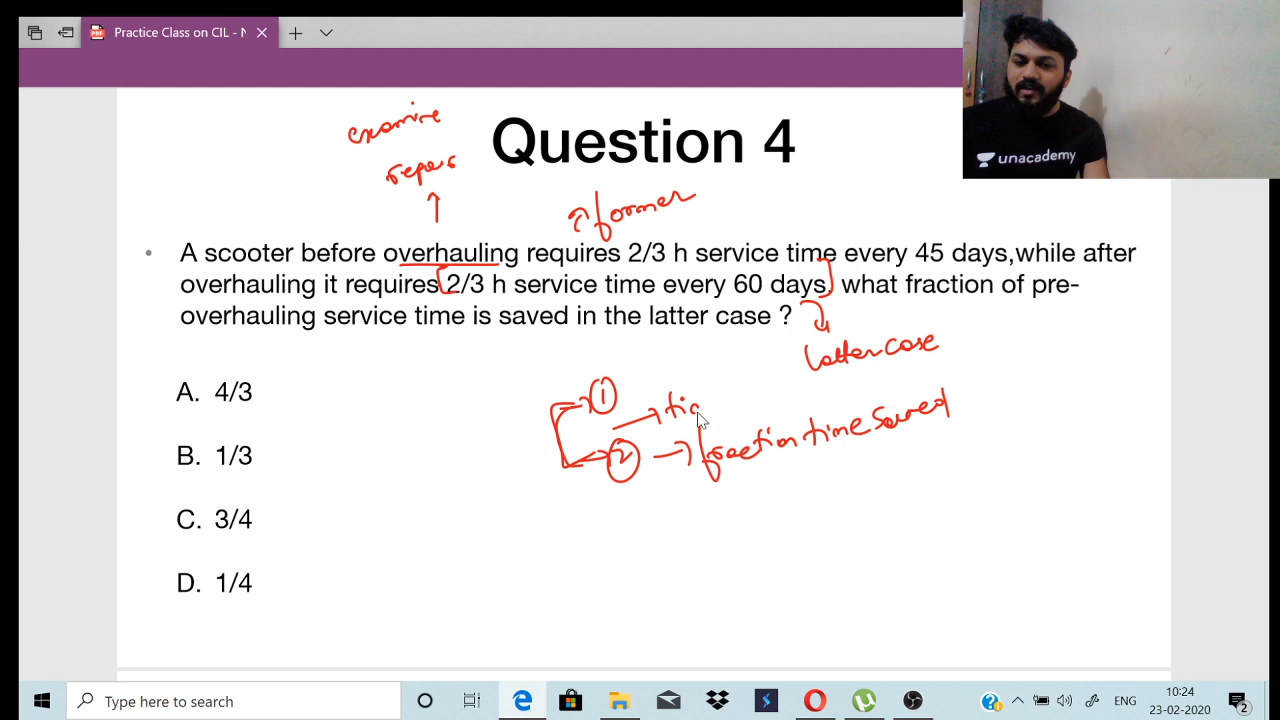 Practice Class on CIL - N
examine
Question 4
unacademy
repair
former
A scooter before overhauling requires 2/3 h service time every 45 days,while after
overhauling it requires 2/3 h service time every 60 days. what fraction of pre-
overhauling service time is saved in the latter case ?
latter case
A. 4/3
1
tic
B. 1/3
2
fraction time saved
C. 3/4
D. 1/4
Type here to search
ENG
10:24
23-02-2020
2